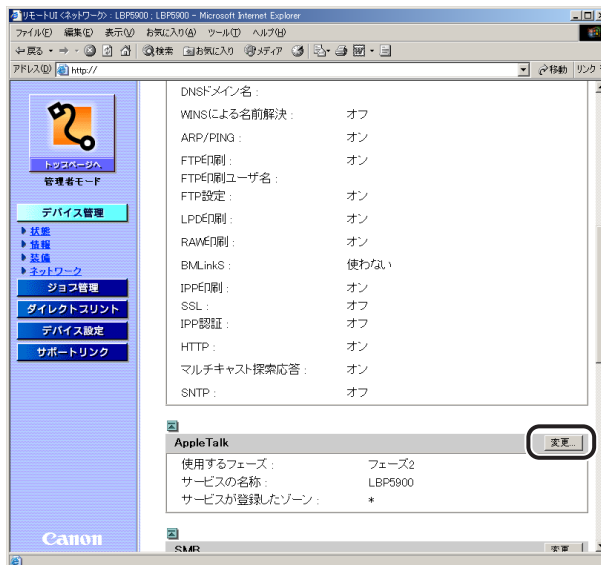 リモートUI <ネットワーク> : LBP5900 ; LBP5900 - Microsoft Internet Explorer
ファイル(F) 編集(E) 表示(V) お気に入り(A) ツール(T) ヘルプ(H)
戻る 検索 お気に入り メディア
アドレス(D) http:// 移動 リンク
トップページへ
管理者モード
デバイス管理
状態
情報
装備
ネットワーク
ジョブ管理
ダイレクトプリント
デバイス設定
サポートリンク
Canon
DNSドメイン名 :
WINSによる名前解決 : オフ
ARP/PING : オン
FTP印刷 : オン
FTP印刷ユーザ名 :
FTP設定 : オン
LPD印刷 : オン
RAW印刷 : オン
BMLinkS : 使わない
IPP印刷 : オン
SSL : オフ
IPP認証 : オフ
HTTP : オン
マルチキャスト探索応答 : オン
SNTP : オフ
AppleTalk 変更...
使用するフェーズ : フェーズ2
サービスの名称 : LBP5900
サービスが登録したゾーン : *
SMB 変更